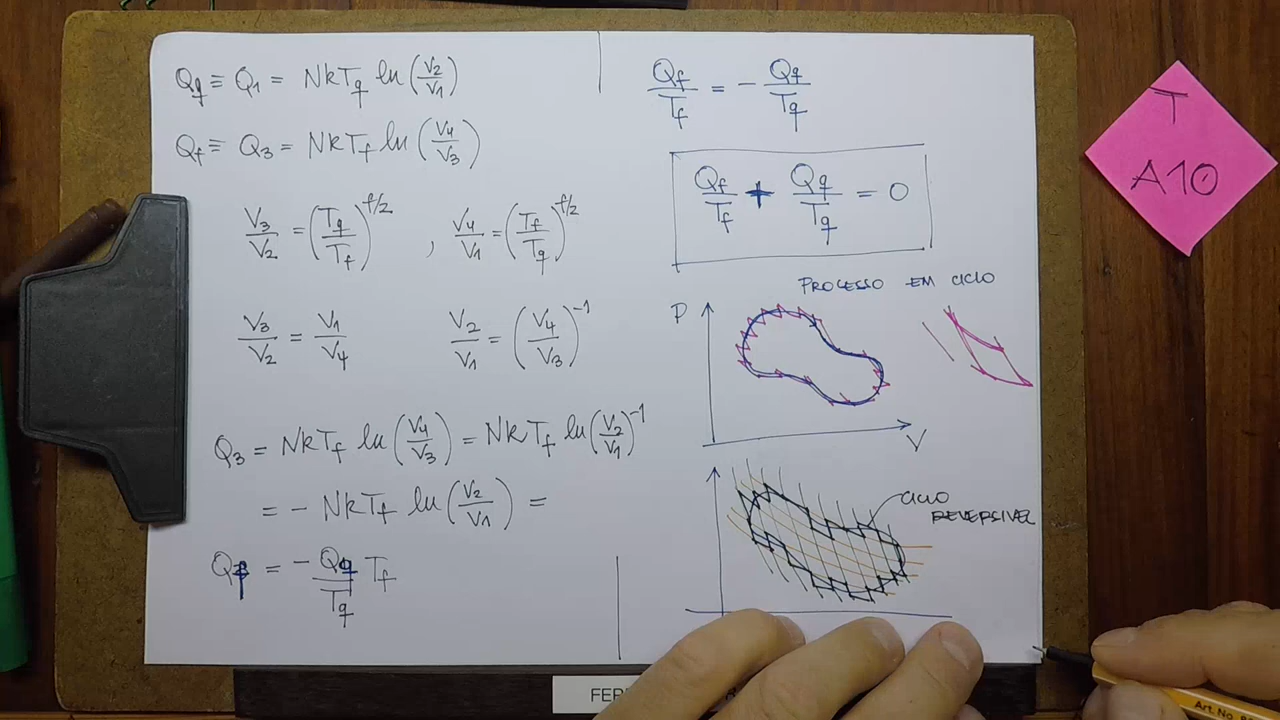 Qq ≡ Q1 = NkTq ln(V2/V1)
Qf ≡ Q3 = NkTf ln(V4/V3)
V3/V2 = (Tq/Tf)^f/2 , V4/V1 = (Tf/Tq)^f/2
V3/V2 = V1/V4 V2/V1 = (V4/V3)^-1
Q3 = NkTf ln(V4/V3) = NkTf ln(V2/V1)^-1
= - NkTf ln(V2/V1) =
Qf = - Qq/Tq Tf
Qf/Tf = - Qq/Tq
Qf/Tf + Qq/Tq = 0
PROCESSO EM CICLO
P
V
CICLO
REVERSIVEL
T
A10
Art. No